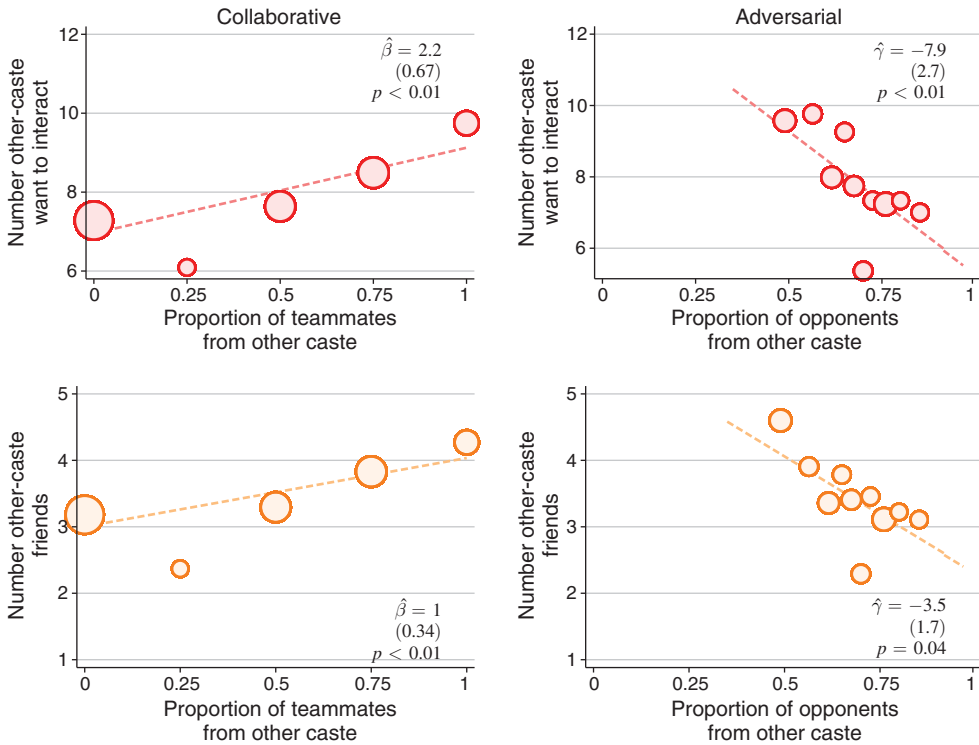 Collaborative
Number other-caste
want to interact
12
10
8
6
β̂ = 2.2
(0.67)
p < 0.01
0
0.25
0.5
0.75
1
Proportion of teammates
from other caste
Adversarial
Number other-caste
want to interact
12
10
8
6
γ̂ = −7.9
(2.7)
p < 0.01
0
0.25
0.5
0.75
1
Proportion of opponents
from other caste
Number other-caste
friends
5
4
3
2
1
β̂ = 1
(0.34)
p < 0.01
0
0.25
0.5
0.75
1
Proportion of teammates
from other caste
Number other-caste
friends
5
4
3
2
1
γ̂ = −3.5
(1.7)
p = 0.04
0
0.25
0.5
0.75
1
Proportion of opponents
from other caste